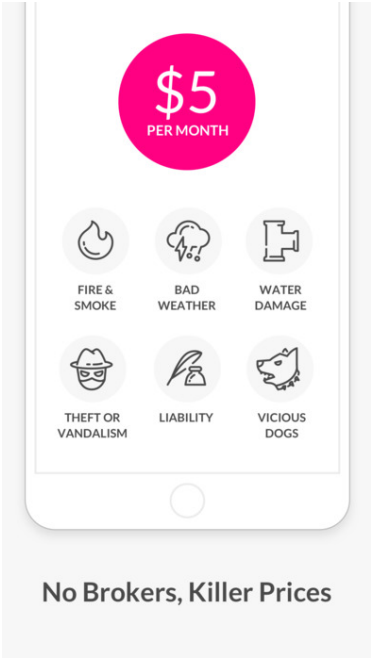 $5
PER MONTH
FIRE &
SMOKE
BAD
WEATHER
WATER
DAMAGE
THEFT OR
VANDALISM
LIABILITY
VICIOUS
DOGS
No Brokers, Killer Prices